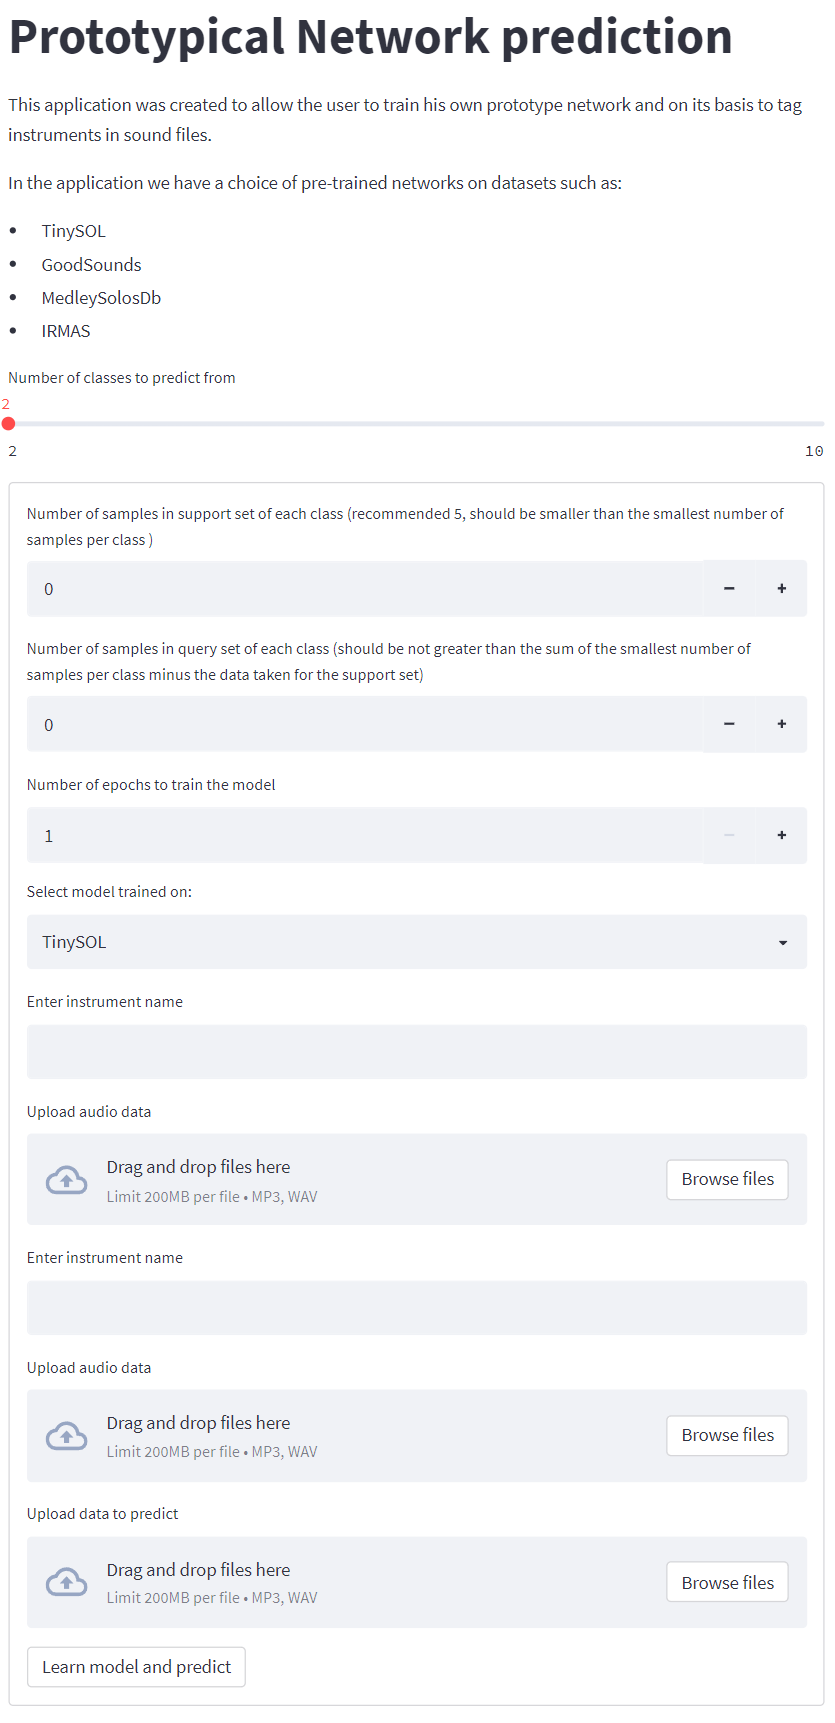 Prototypical Network prediction
This application was created to allow the user to train his own prototype network and on its basis to tag
instruments in sound files.
In the application we have a choice of pre-trained networks on datasets such as:
• TinySOL
• GoodSounds
• MedleySolosDb
• IRMAS
Number of classes to predict from
2
2 10
Number of samples in support set of each class (recommended 5, should be smaller than the smallest number of
samples per class )
0 − +
Number of samples in query set of each class (should be not greater than the sum of the smallest number of
samples per class minus the data taken for the support set)
0 − +
Number of epochs to train the model
1 − +
Select model trained on:
TinySOL
Enter instrument name
Upload audio data
Drag and drop files here
Limit 200MB per file • MP3, WAV
Browse files
Enter instrument name
Upload audio data
Drag and drop files here
Limit 200MB per file • MP3, WAV
Browse files
Upload data to predict
Drag and drop files here
Limit 200MB per file • MP3, WAV
Browse files
Learn model and predict